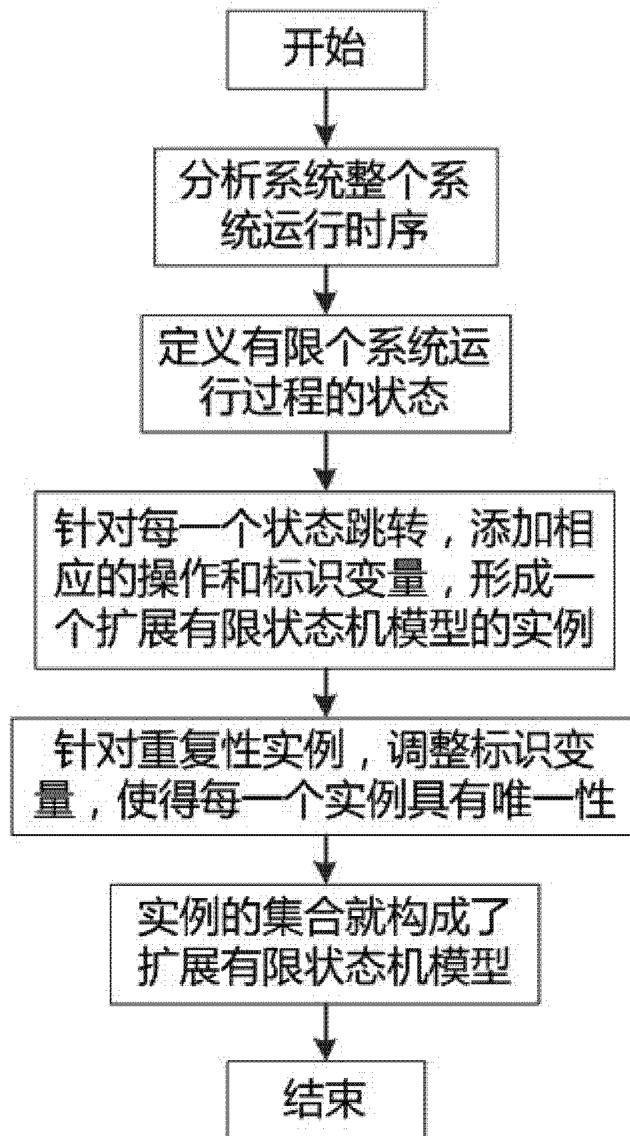 开始
分析系统整个系
统运行时序
定义有限个系统运
行过程的状态
针对每一个状态跳转，添加相
应的操作和标识变量，形成一
个扩展有限状态机模型的实例
针对重复性实例，调整标识变
量，使得每一个实例具有唯一性
实例的集合就构成了
扩展有限状态机模型
结束